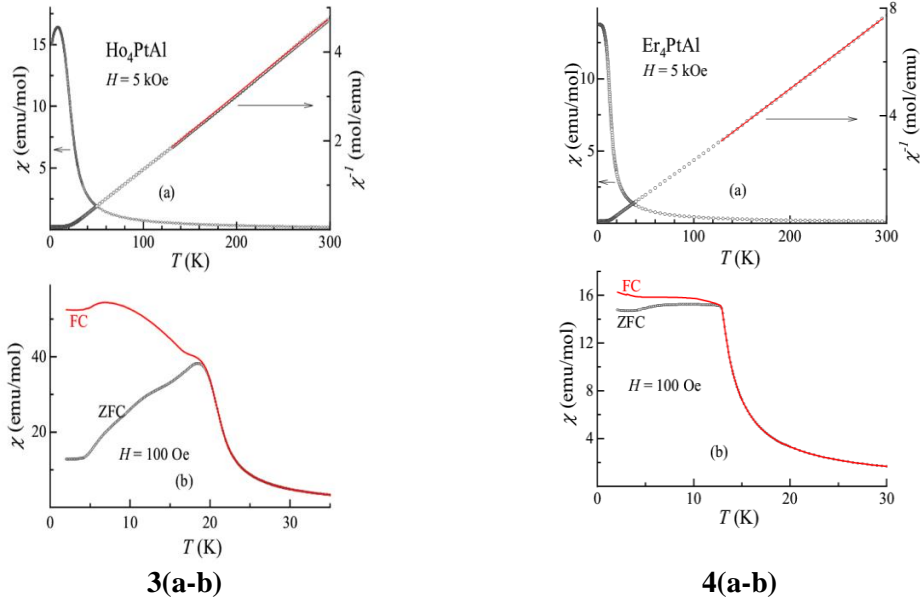 Ho₄PtAl
H = 5 kOe
(a)
χ (emu/mol)
15
10
5
χ⁻¹ (mol/emu)
4
2
0 100 200 300
T (K)
FC
ZFC
H = 100 Oe
(b)
χ (emu/mol)
40
20
0 10 20 30
T (K)
3(a-b)
Er₄PtAl
H = 5 kOe
(a)
χ (emu/mol)
10
5
χ⁻¹ (mol/emu)
8
4
0
0 100 200 300
T (K)
FC
ZFC
H = 100 Oe
(b)
χ (emu/mol)
16
12
8
4
0 10 20 30
T (K)
4(a-b)